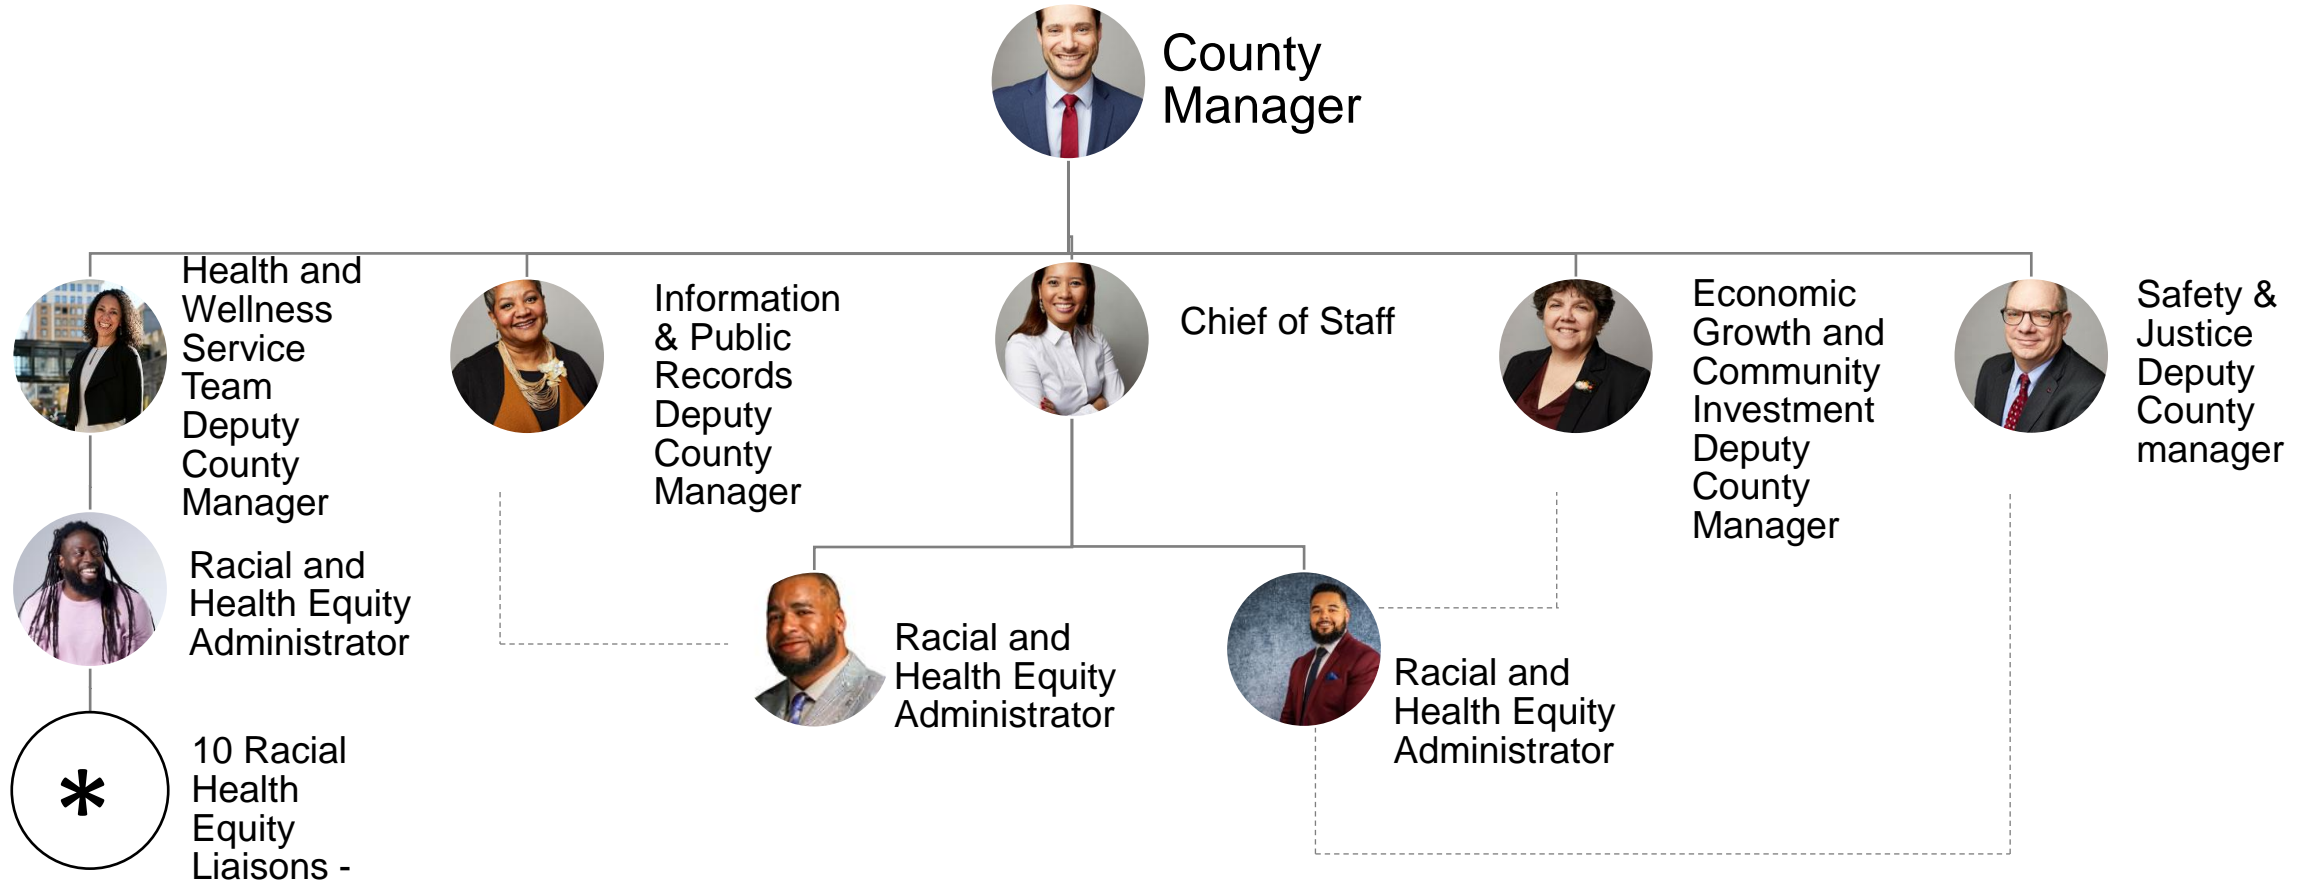 County
Manager
Health and
Wellness
Service
Team
Deputy
County
Manager
Information
& Public
Records
Deputy
County
Manager
Chief of Staff
Economic
Growth and
Community
Investment
Deputy
County
Manager
Safety &
Justice
Deputy
County
manager
Racial and
Health Equity
Administrator
Racial and
Health Equity
Administrator
Racial and
Health Equity
Administrator
*
10 Racial
Health
Equity
Liaisons -